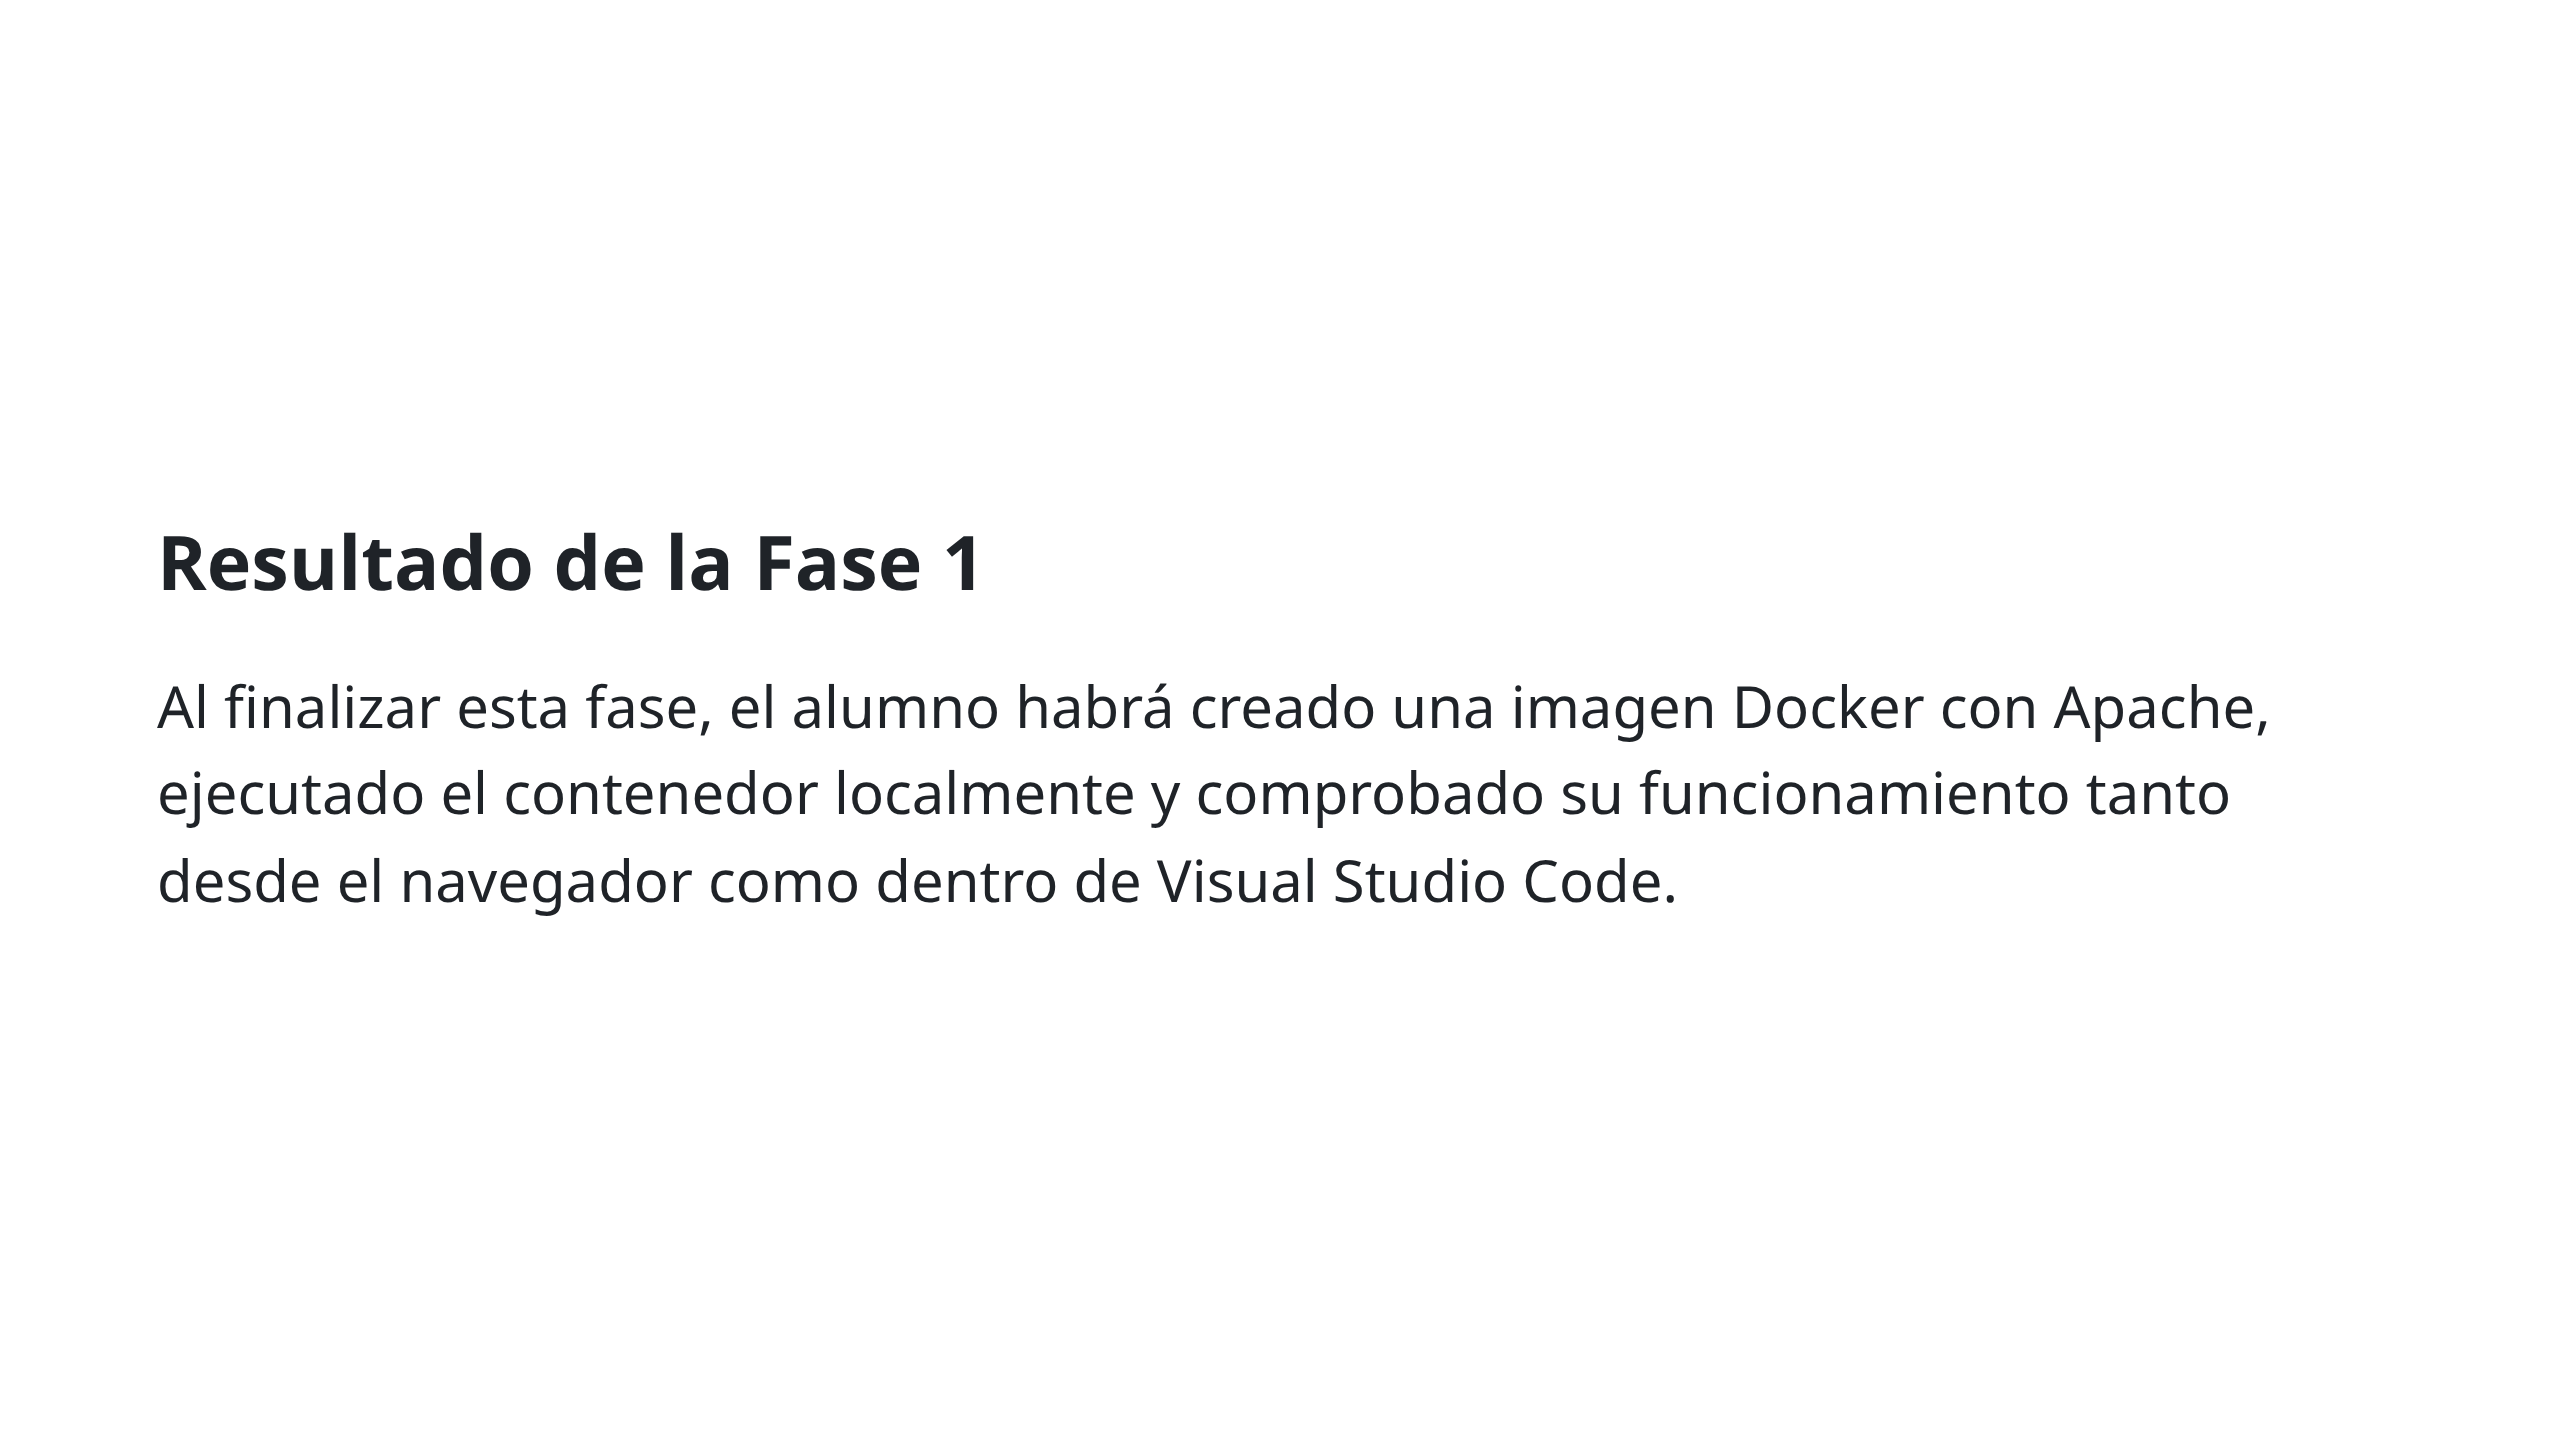 Resultado de la Fase 1
Al finalizar esta fase, el alumno habrá creado una imagen Docker con Apache,
ejecutado el contenedor localmente y comprobado su funcionamiento tanto
desde el navegador como dentro de Visual Studio Code.